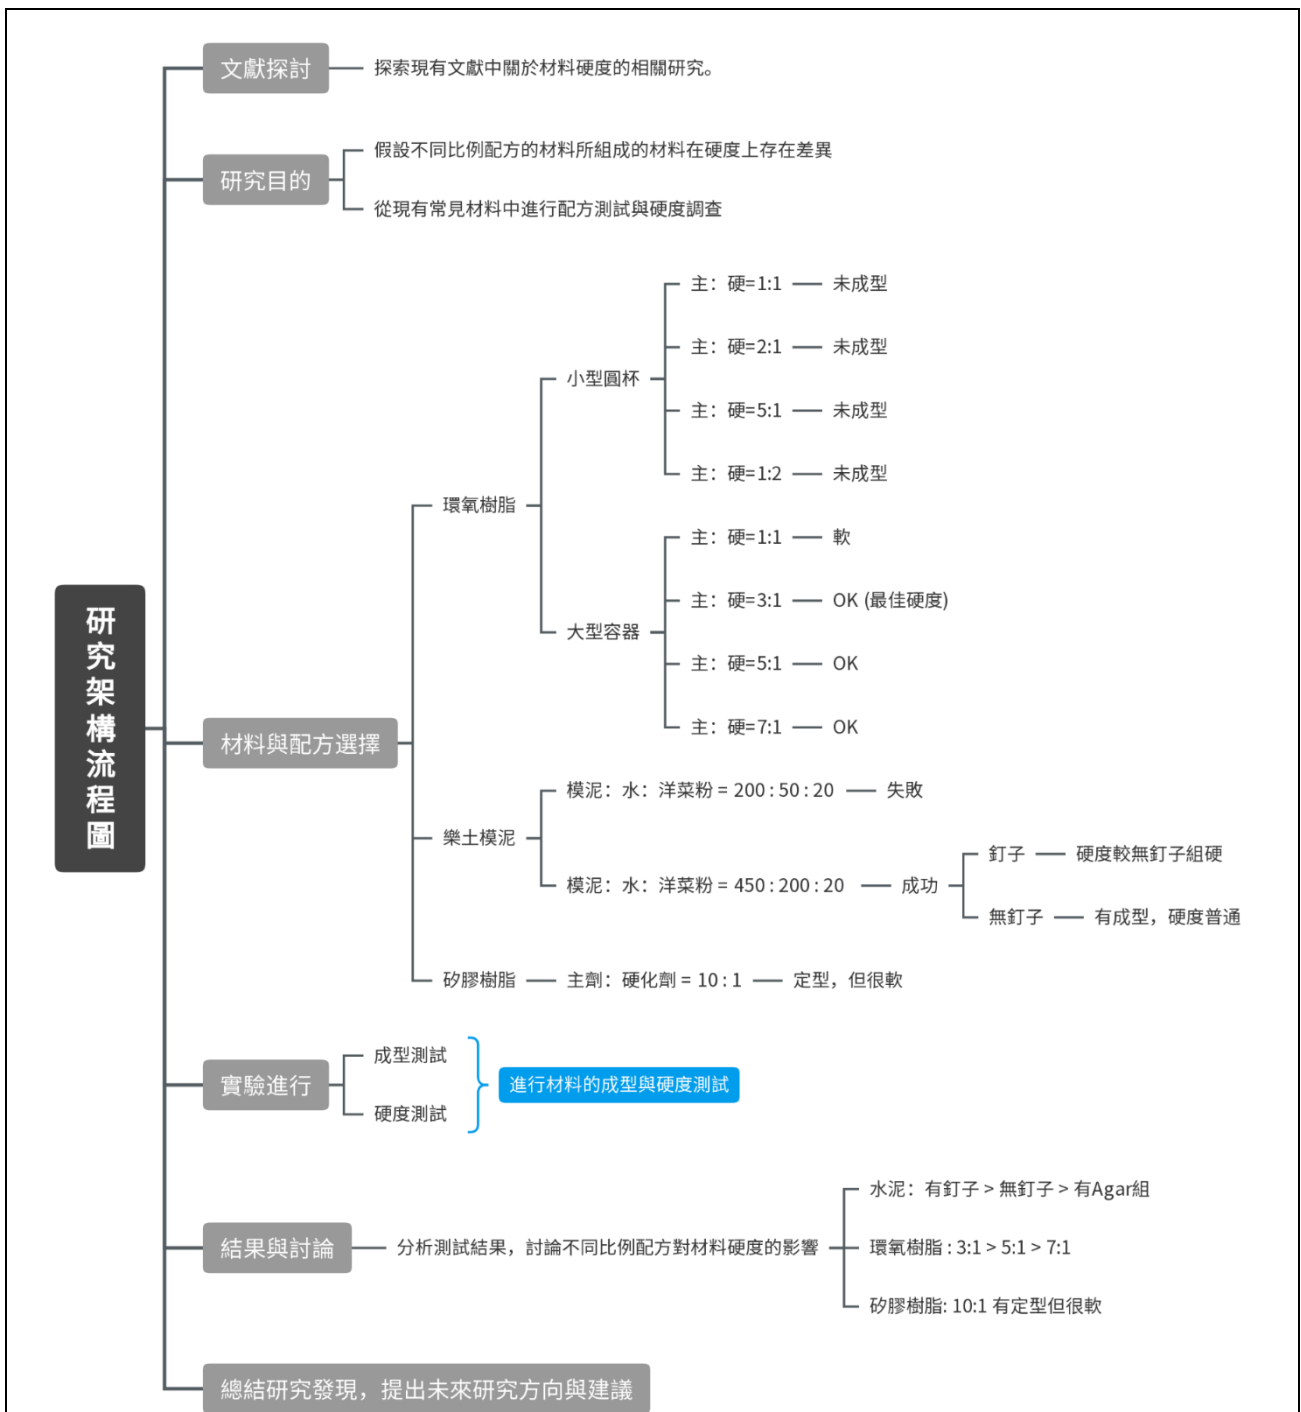 研究架構流程圖
文獻探討
探索現有文獻中關於材料硬度的相關研究。
研究目的
假設不同比例配方的材料所組成的材料在硬度上存在差異
從現有常見材料中進行配方測試與硬度調查
材料與配方選擇
環氧樹脂
小型圓杯
主：硬=1:1
未成型
主：硬=2:1
未成型
主：硬=5:1
未成型
主：硬=1:2
未成型
大型容器
主：硬=1:1
軟
主：硬=3:1
OK (最佳硬度)
主：硬=5:1
OK
主：硬=7:1
OK
樂土模泥
模泥：水：洋菜粉 = 200 : 50 : 20
失敗
模泥：水：洋菜粉 = 450 : 200 : 20
成功
釘子
硬度較無釘子組硬
無釘子
有成型，硬度普通
矽膠樹脂
主劑：硬化劑 = 10 : 1
定型，但很軟
實驗進行
成型測試
硬度測試
進行材料的成型與硬度測試
結果與討論
分析測試結果，討論不同比例配方對材料硬度的影響
水泥：有釘子 > 無釘子 > 有Agar組
環氧樹脂 : 3:1 > 5:1 > 7:1
矽膠樹脂: 10:1 有定型但很軟
總結研究發現，提出未來研究方向與建議